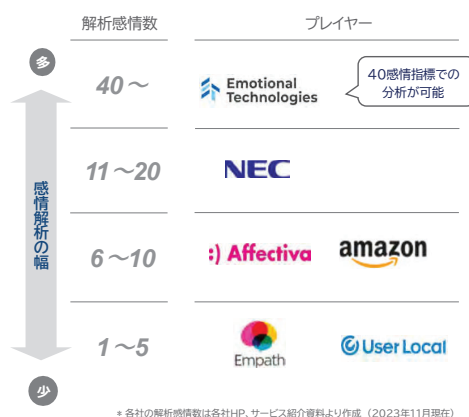 解析感情数
プレイヤー
多
40~
Emotional
Technologies
40感情指標での
分析が可能
11~20
NEC
感情解析の幅
6~10
:) Affectiva
amazon
1~5
Empath
User Local
少
* 各社の解析感情数は各社HP、サービス紹介資料より作成(2023年11月現在)